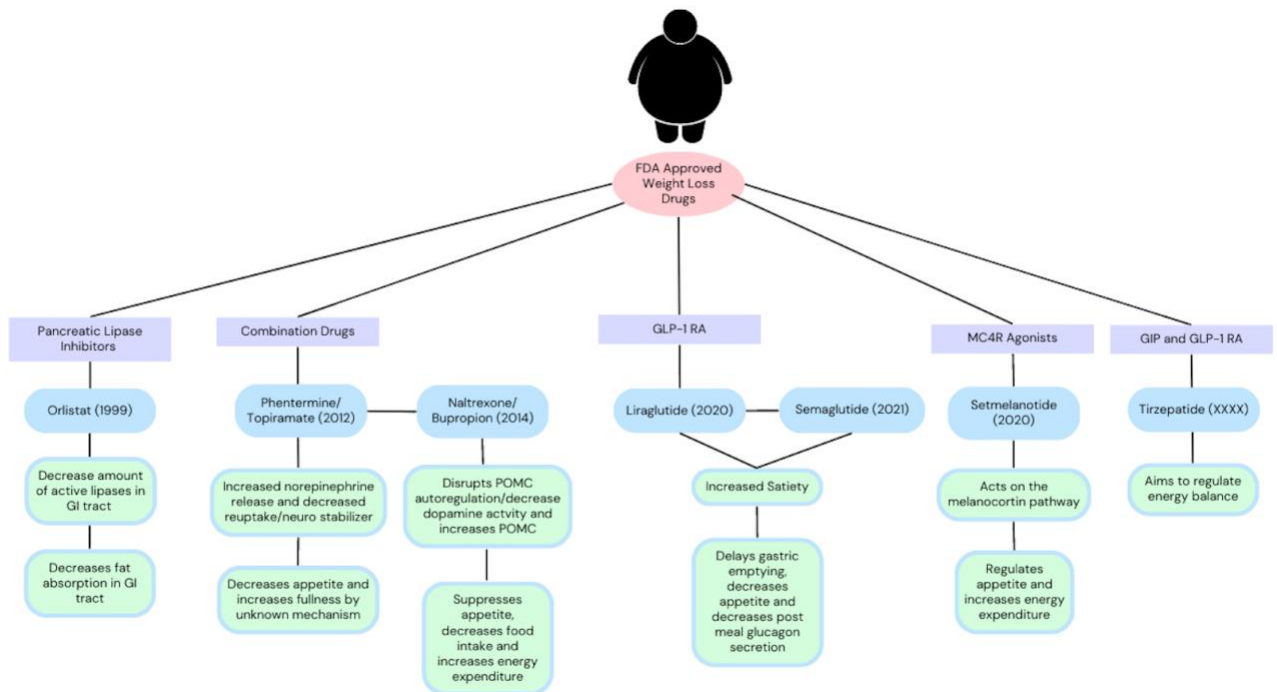 FDA Approved
Weight Loss
Drugs
Pancreatic Lipase
Inhibitors
Orlistat (1999)
Decrease amount
of active lipases in
GI tract
Decreases fat
absorption in GI
tract
Combination Drugs
Phentermine/
Topiramate (2012)
Increased norepinephrine
release and decreased
reuptake/neuro stabilizer
Decreases appetite and
increases fullness by
unknown mechanism
Naltrexone/
Bupropion (2014)
Disrupts POMC
autoregulation/decrease
dopamine actvity and
increases POMC
Suppresses
appetite,
decreases food
intake and
increases energy
expenditure
GLP-1 RA
Liraglutide (2020)
Semaglutide (2021)
Increased Satiety
Delays gastric
emptying,
decreases
appetite and
decreases post
meal glucagon
secretion
MC4R Agonists
Setmelanotide
(2020)
Acts on the
melanocortin pathway
Regulates
appetite and
increases energy
expenditure
GIP and GLP-1 RA
Tirzepatide (XXXX)
Aims to regulate
energy balance